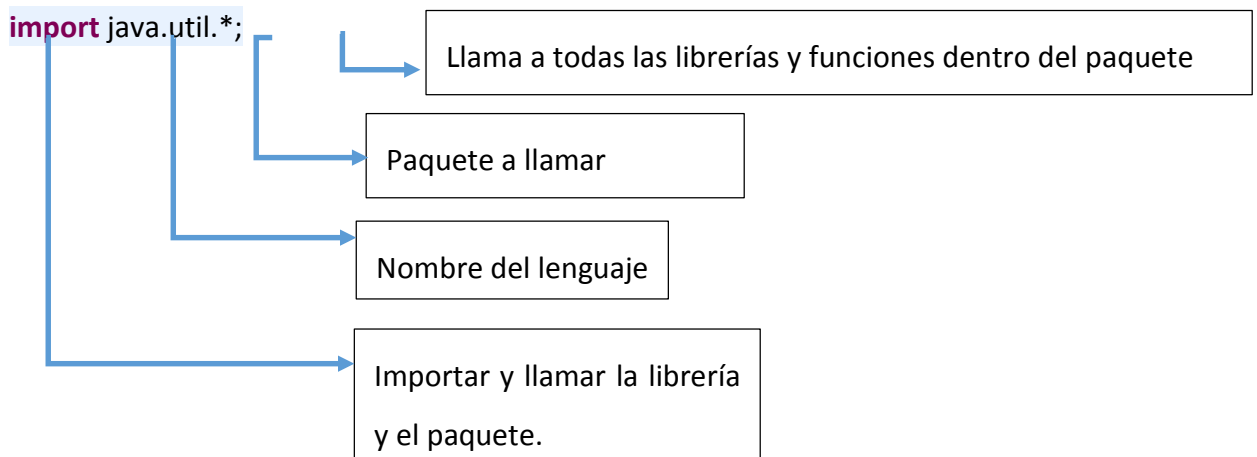 import java.util.*;
Llama a todas las librerías y funciones dentro del paquete
Paquete a llamar
Nombre del lenguaje
Importar y llamar la librería
y el paquete.